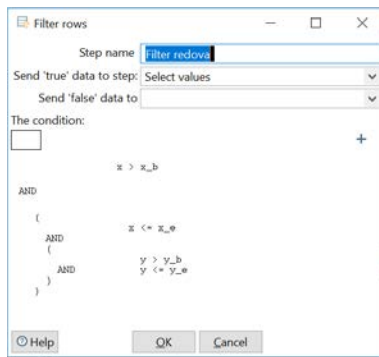 Filter rows
Step name Filter redova
Send 'true' data to step: Select values
Send 'false' data to
The condition:
x > x_b
AND
(
x <= x_e
AND
(
y > y_b
AND y <= y_e
)
)
Help OK Cancel